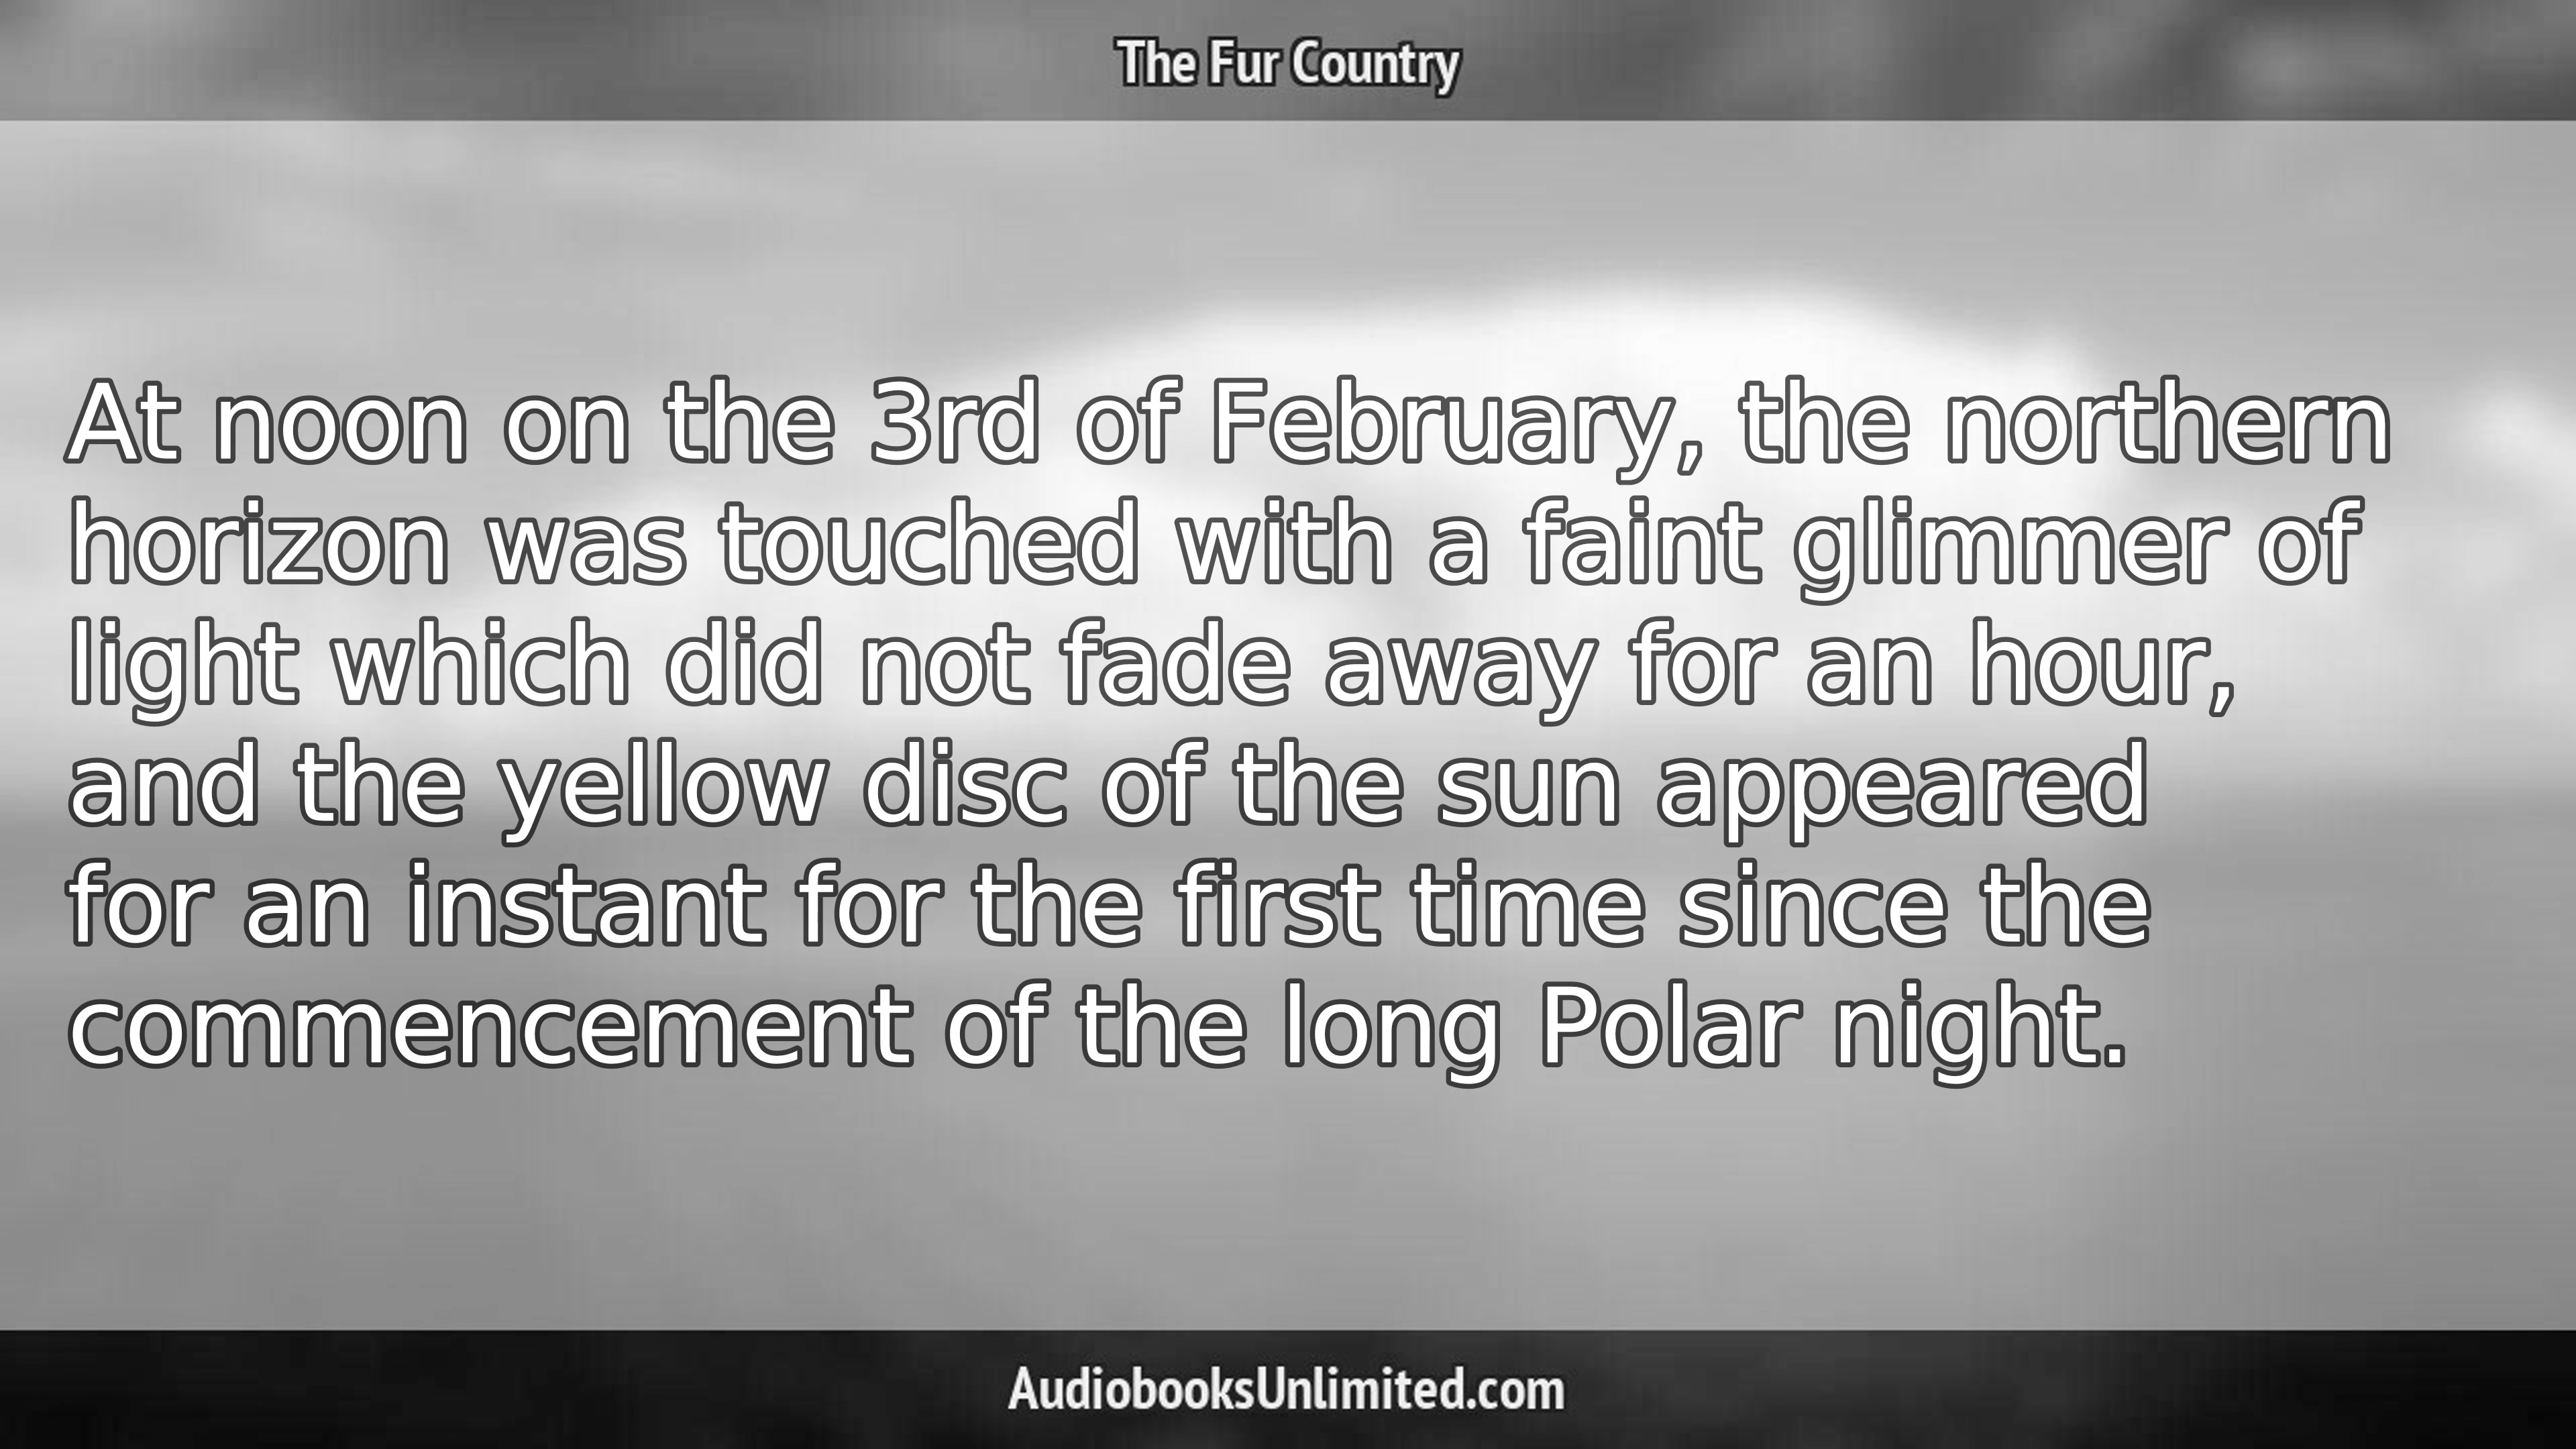 The Fur Country
At noon on the 3rd of February, the northern
horizon was touched with a faint glimmer of
light which did not fade away for an hour,
and the yellow disc of the sun appeared
for an instant for the first time since the
commencement of the long Polar night.
AudiobooksUnlimited.com